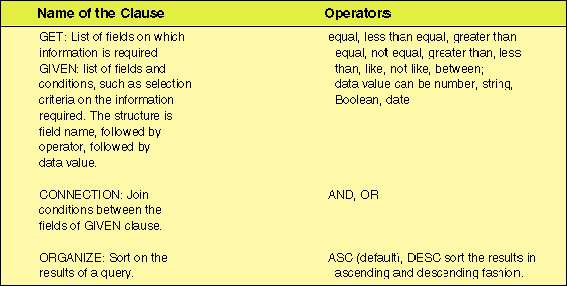 Name of the Clause
Operators
GET: List of fields on which
information is required
GIVEN: list of fields and
conditions, such as selection
criteria on the information
required. The structure is
field name, followed by
operator, followed by
data value.
equal, less than equal, greater than
equal, not equal, greater than, less
than, like, not like, between;
data value can be number, string,
Boolean, date
CONNECTION: Join
conditions between the
fields of GIVEN clause.
AND, OR
ORGANIZE: Sort on the
results of a query.
ASC (default), DESC sort the results in
ascending and descending fashion.